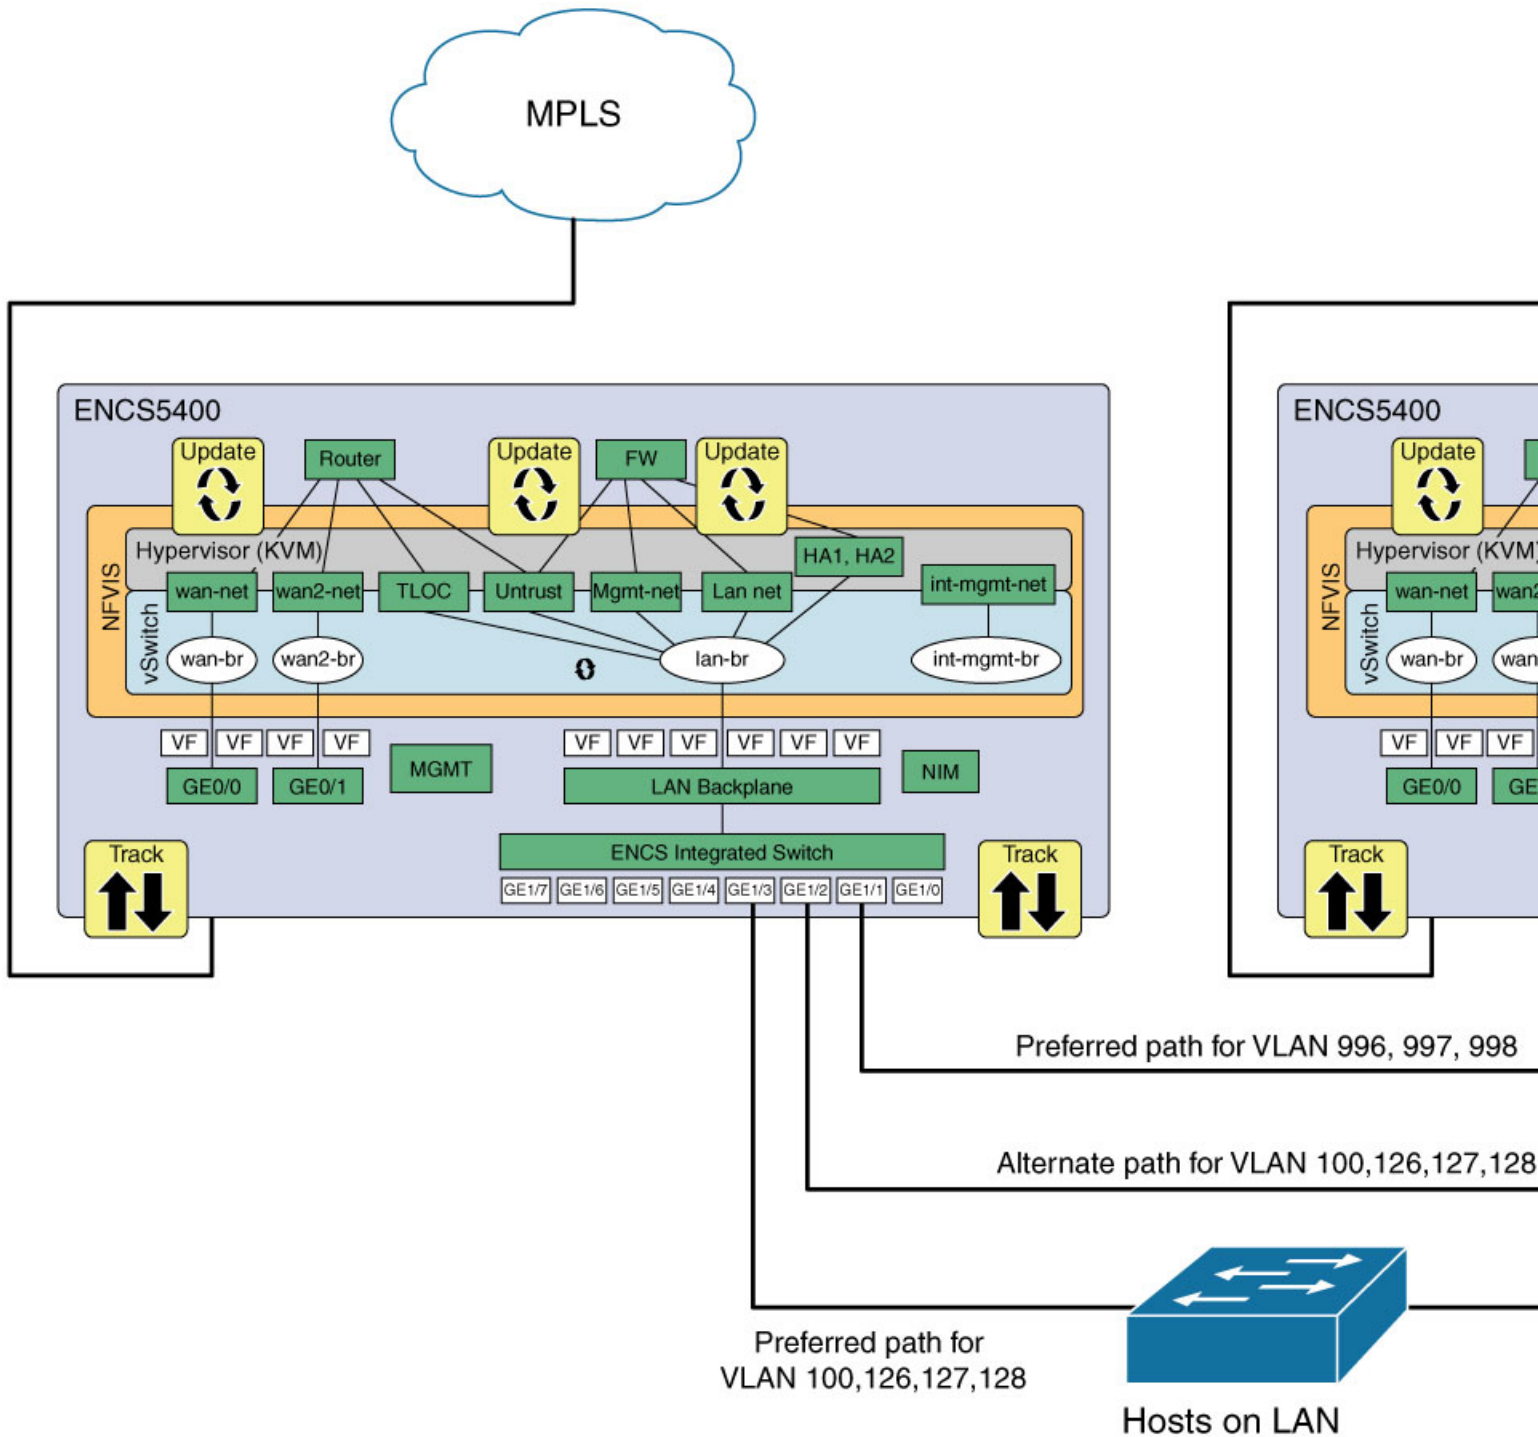 MPLS
ENCS5400
Update
Router
Update
FW
Update
NFVIS
Hypervisor (KVM)
HA1, HA2
wan-net
wan2-net
TLOC
Untrust
Mgmt-net
Lan net
int-mgmt-net
vSwitch
wan-br
wan2-br
lan-br
int-mgmt-br
VF
VF
VF
VF
VF
VF
VF
VF
VF
VF
GE0/0
GE0/1
MGMT
LAN Backplane
NIM
Track
ENCS Integrated Switch
Track
GE1/7
GE1/6
GE1/5
GE1/4
GE1/3
GE1/2
GE1/1
GE1/0
ENCS5400
Update
NFVIS
Hypervisor (KVM)
wan-net
wan2
vSwitch
wan-br
wan
VF
VF
VF
GE0/0
GE
Track
Preferred path for VLAN 996, 997, 998
Alternate path for VLAN 100,126,127,128
Preferred path for
VLAN 100,126,127,128
Hosts on LAN